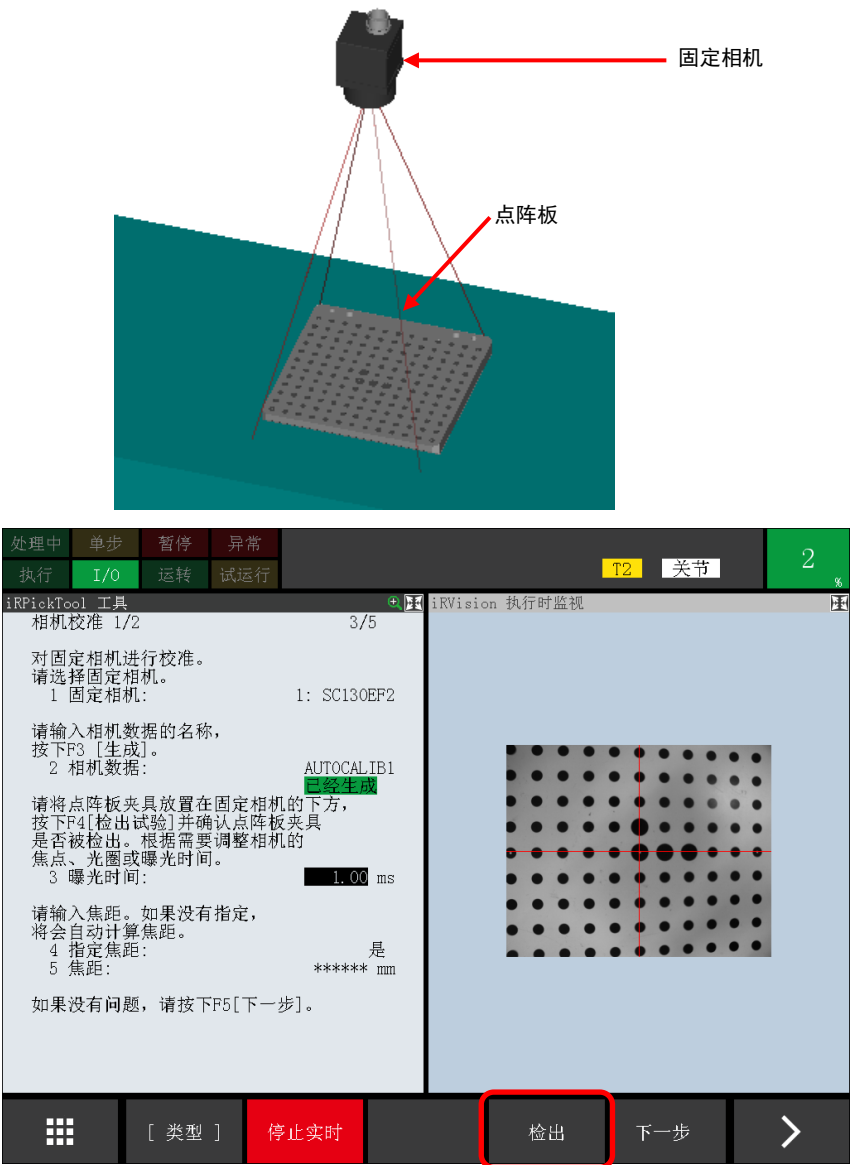 固定相机
点阵板
处理中 单步 暂停 异常
执行 I/O 运转 试运行
T2 关节
2
%
iRPickTool 工具
iRVision 执行时监视
相机校准 1/2 3/5
对固定相机进行校准。
请选择固定相机。
1 固定相机: 1: SC130EF2
请输入相机数据的名称，
按下F3 [生成]。
2 相机数据: AUTOCALIB1
已经生成
请将点阵板夹具放置在固定相机的下方，
按下F4[检出试验]并确认点阵板夹具
是否被检出。根据需要调整相机的
焦点、光圈或曝光时间。
3 曝光时间: 1.00 ms
请输入焦距。如果没有指定，
将会自动计算焦距。
4 指定焦距: 是
5 焦距: ****** mm
如果没有问题，请按下F5[下一步]。
[ 类型 ] 停止实时 检出 下一步